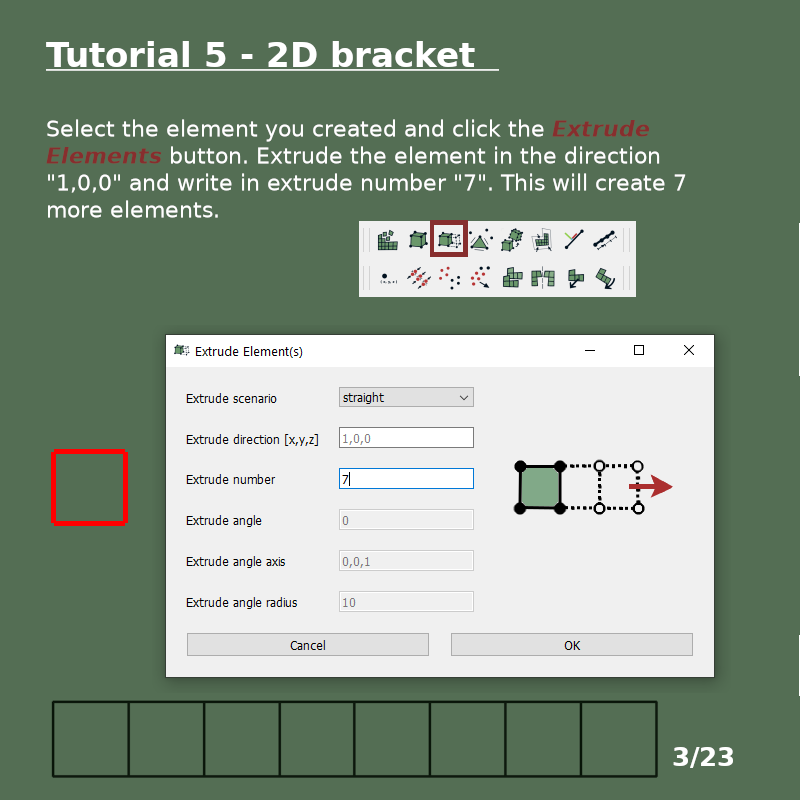 Tutorial 5 - 2D bracket
Select the element you created and click the Extrude
Elements button. Extrude the element in the direction
"1,0,0" and write in extrude number "7". This will create 7
more elements.
(x,y,z)
Extrude Element(s)
Extrude scenario straight
Extrude direction [x,y,z] 1,0,0
Extrude number 7
Extrude angle 0
Extrude angle axis 0,0,1
Extrude angle radius 10
Cancel OK
3/23